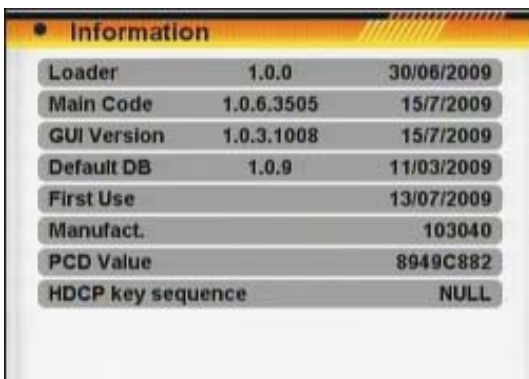 Information
Loader 1.0.0 30/06/2009
Main Code 1.0.6.3505 15/7/2009
GUI Version 1.0.3.1008 15/7/2009
Default DB 1.0.9 11/03/2009
First Use 13/07/2009
Manufact. 103040
PCD Value 8949C882
HDCP key sequence NULL